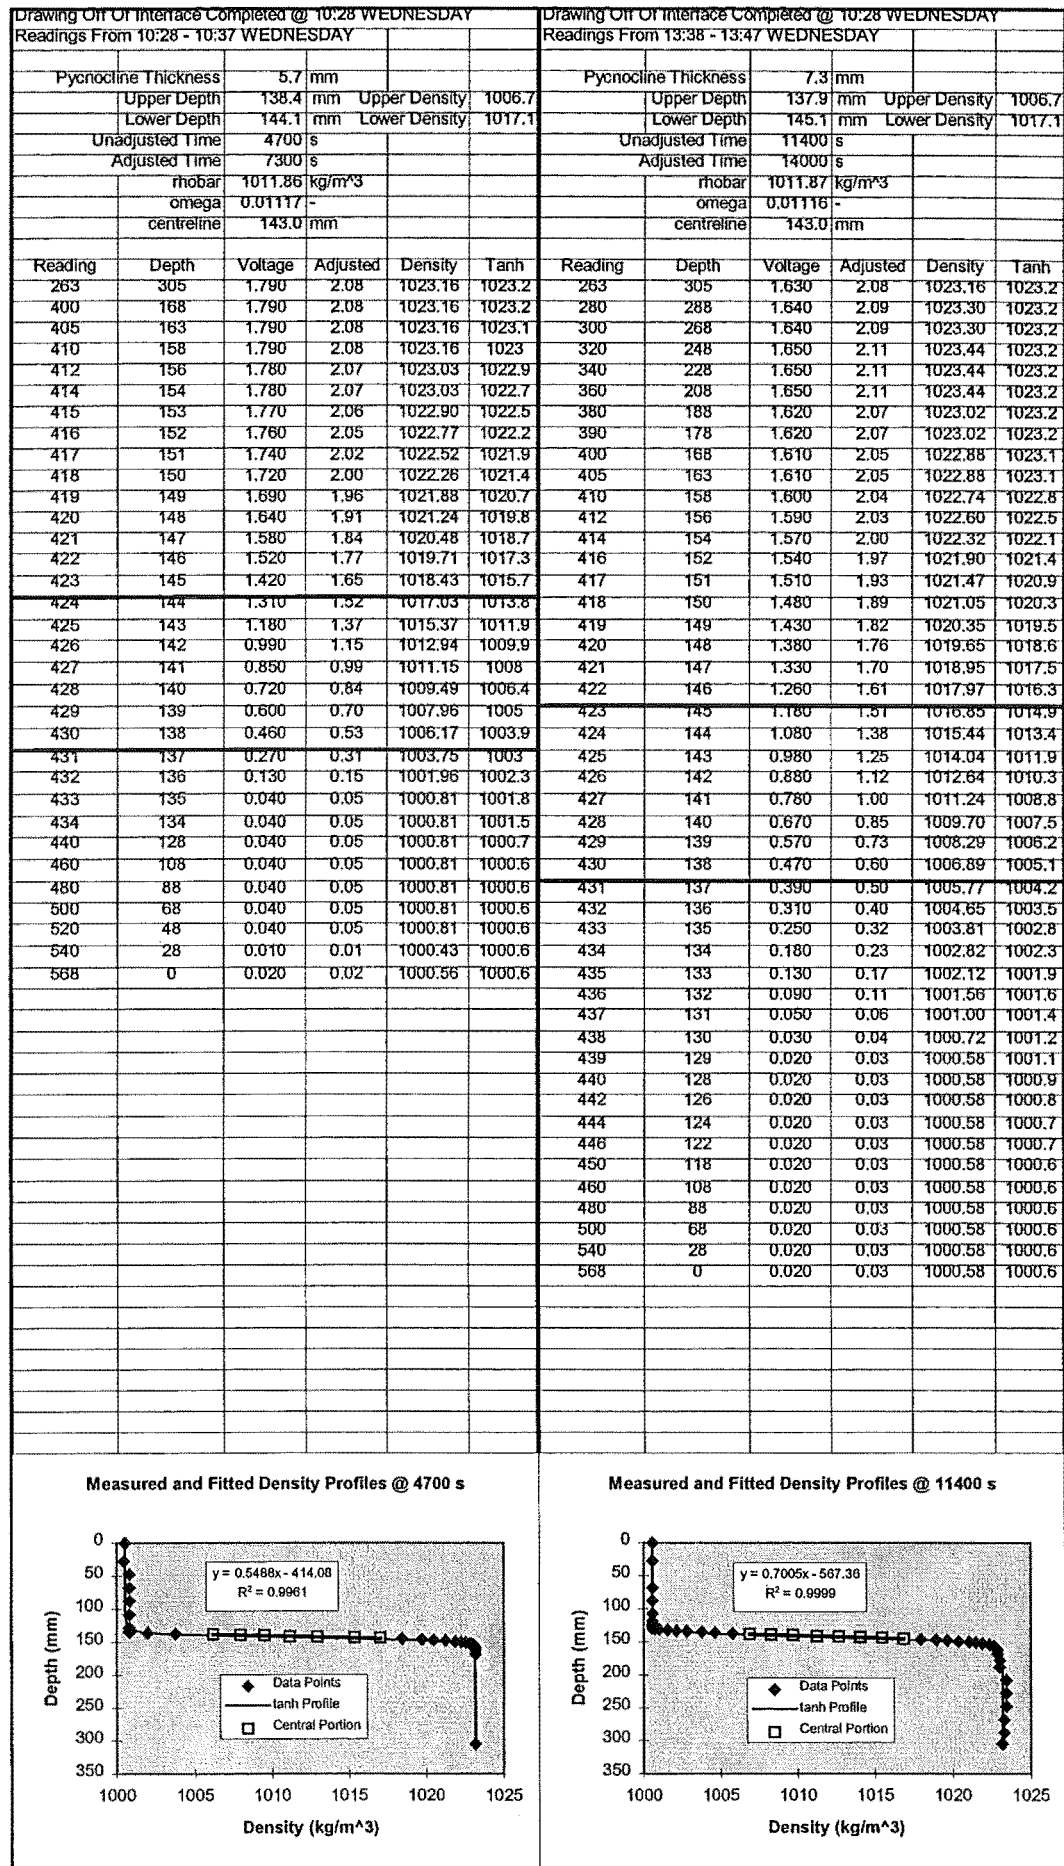 Drawing Off Of Interface Completed @ 10:28 WEDNESDAY
Readings From 10:28 - 10:37 WEDNESDAY
Pycnocline Thickness 5.7 mm
Upper Depth 138.4 mm Upper Density 1006.7
Lower Depth 144.1 mm Lower Density 1017.1
Unadjusted Time 4700 s
Adjusted Time 7300 s
rhobar 1011.86 kg/m^3
omega 0.01117 -
centreline 143.0 mm
Reading Depth Voltage Adjusted Density Tanh
263 305 1.790 2.08 1023.16 1023.2
400 168 1.790 2.08 1023.16 1023.2
405 163 1.790 2.08 1023.16 1023.1
410 158 1.790 2.08 1023.16 1023
412 156 1.780 2.07 1023.03 1022.9
414 154 1.780 2.07 1023.03 1022.7
415 153 1.770 2.06 1022.90 1022.5
416 152 1.760 2.05 1022.77 1022.2
417 151 1.740 2.02 1022.52 1021.9
418 150 1.720 2.00 1022.26 1021.4
419 149 1.690 1.96 1021.88 1020.7
420 148 1.640 1.91 1021.24 1019.8
421 147 1.580 1.84 1020.48 1018.7
422 146 1.520 1.77 1019.71 1017.3
423 145 1.420 1.65 1018.43 1015.7
424 144 1.310 1.52 1017.03 1013.8
425 143 1.180 1.37 1015.37 1011.9
426 142 0.990 1.15 1012.94 1009.9
427 141 0.850 0.99 1011.15 1008
428 140 0.720 0.84 1009.49 1006.4
429 139 0.600 0.70 1007.96 1005
430 138 0.460 0.53 1006.17 1003.9
431 137 0.270 0.31 1003.75 1003
432 136 0.130 0.15 1001.96 1002.3
433 135 0.040 0.05 1000.81 1001.8
434 134 0.040 0.05 1000.81 1001.5
440 128 0.040 0.05 1000.81 1000.7
460 108 0.040 0.05 1000.81 1000.6
480 88 0.040 0.05 1000.81 1000.6
500 68 0.040 0.05 1000.81 1000.6
520 48 0.040 0.05 1000.81 1000.6
540 28 0.010 0.01 1000.43 1000.6
568 0 0.020 0.02 1000.56 1000.6
Measured and Fitted Density Profiles @ 4700 s
y = 0.5488x - 414.08
R² = 0.9961
Data Points
tanh Profile
Central Portion
Depth (mm)
0
50
100
150
200
250
300
350
1000 1005 1010 1015 1020 1025
Density (kg/m^3)
Drawing Off Of Interface Completed @ 10:28 WEDNESDAY
Readings From 13:38 - 13:47 WEDNESDAY
Pycnocline Thickness 7.3 mm
Upper Depth 137.9 mm Upper Density 1006.7
Lower Depth 145.1 mm Lower Density 1017.1
Unadjusted Time 11400 s
Adjusted Time 14000 s
rhobar 1011.87 kg/m^3
omega 0.01116 -
centreline 143.0 mm
Reading Depth Voltage Adjusted Density Tanh
263 305 1.630 2.08 1023.16 1023.2
280 288 1.640 2.09 1023.30 1023.2
300 268 1.640 2.09 1023.30 1023.2
320 248 1.650 2.11 1023.44 1023.2
340 228 1.650 2.11 1023.44 1023.2
360 208 1.650 2.11 1023.44 1023.2
380 188 1.620 2.07 1023.02 1023.2
390 178 1.620 2.07 1023.02 1023.2
400 168 1.610 2.05 1022.88 1023.1
405 163 1.610 2.05 1022.88 1023.1
410 158 1.600 2.04 1022.74 1022.8
412 156 1.590 2.03 1022.60 1022.5
414 154 1.570 2.00 1022.32 1022.1
416 152 1.540 1.97 1021.90 1021.4
417 151 1.510 1.93 1021.47 1020.9
418 150 1.480 1.89 1021.05 1020.3
419 149 1.430 1.82 1020.35 1019.5
420 148 1.380 1.76 1019.65 1018.6
421 147 1.330 1.70 1018.95 1017.5
422 146 1.260 1.61 1017.97 1016.3
423 145 1.180 1.51 1016.85 1014.9
424 144 1.080 1.38 1015.44 1013.4
425 143 0.980 1.25 1014.04 1011.9
426 142 0.880 1.12 1012.64 1010.3
427 141 0.780 1.00 1011.24 1008.8
428 140 0.670 0.85 1009.70 1007.5
429 139 0.570 0.73 1008.29 1006.2
430 138 0.470 0.60 1006.89 1005.1
431 137 0.390 0.50 1005.77 1004.2
432 136 0.310 0.40 1004.65 1003.5
433 135 0.250 0.32 1003.81 1002.8
434 134 0.180 0.23 1002.82 1002.3
435 133 0.130 0.17 1002.12 1001.9
436 132 0.090 0.11 1001.56 1001.6
437 131 0.050 0.06 1001.00 1001.4
438 130 0.030 0.04 1000.72 1001.2
439 129 0.020 0.03 1000.58 1001.1
440 128 0.020 0.03 1000.58 1000.9
442 126 0.020 0.03 1000.58 1000.8
444 124 0.020 0.03 1000.58 1000.7
446 122 0.020 0.03 1000.58 1000.7
450 118 0.020 0.03 1000.58 1000.6
460 108 0.020 0.03 1000.58 1000.6
480 88 0.020 0.03 1000.58 1000.6
500 68 0.020 0.03 1000.58 1000.6
540 28 0.020 0.03 1000.58 1000.6
568 0 0.020 0.03 1000.58 1000.6
Measured and Fitted Density Profiles @ 11400 s
y = 0.7005x - 567.36
R² = 0.9999
Data Points
tanh Profile
Central Portion
Depth (mm)
0
50
100
150
200
250
300
350
1000 1005 1010 1015 1020 1025
Density (kg/m^3)